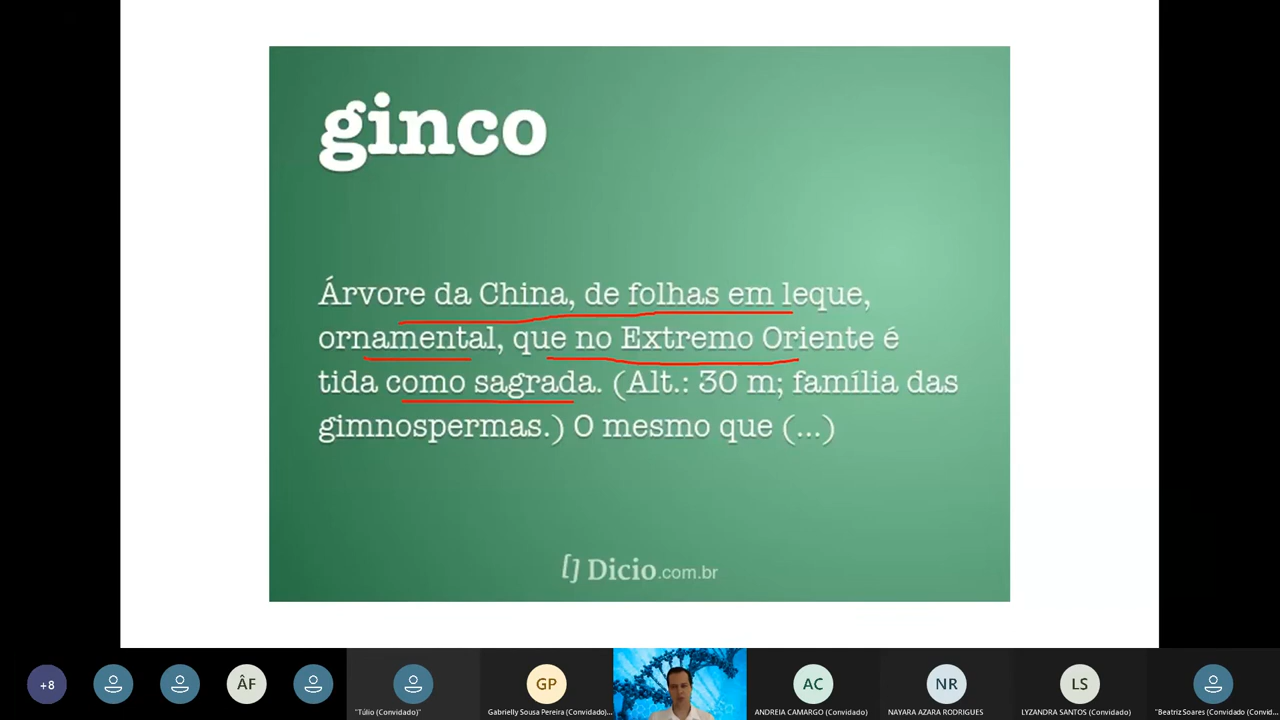 ginco
Árvore da China, de folhas em leque,
ornamental, que no Extremo Oriente é
tida como sagrada. (Alt.: 30 m; família das
gimnospermas.) O mesmo que (...)
[] Dicio.com.br
+8
ÂF
GP
AC
NR
LS
"Túlio (Convidado)"
Gabrielly Sousa Pereira (Convidado)...
ANDREIA CAMARGO (Convidado)
NAYARA AZARA RODRIGUES
LYZANDRA SANTOS (Convidado)
"Beatriz Soares (Convidado (Convid...